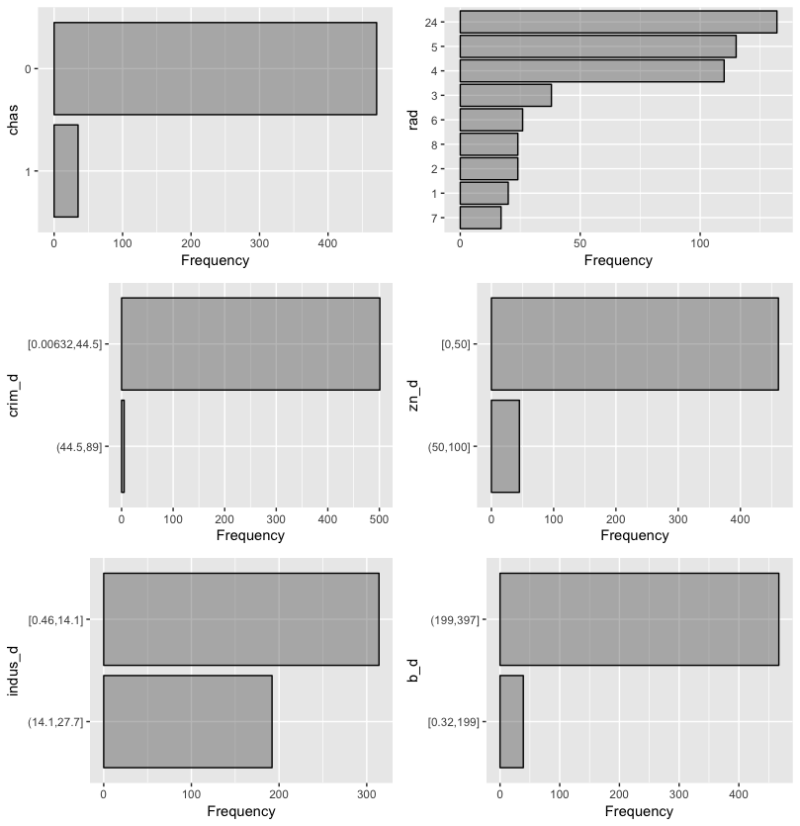 chas
0
1
0 100 200 300 400
Frequency
rad
24
5
4
3
6
8
2
1
7
0 50 100
Frequency
crim_d
[0.00632,44.5]
(44.5,89]
0 100 200 300 400 500
Frequency
zn_d
[0,50]
(50,100]
0 100 200 300 400
Frequency
indus_d
[0.46,14.1]
(14.1,27.7]
0 100 200 300
Frequency
b_d
(199,397]
[0.32,199]
0 100 200 300 400
Frequency